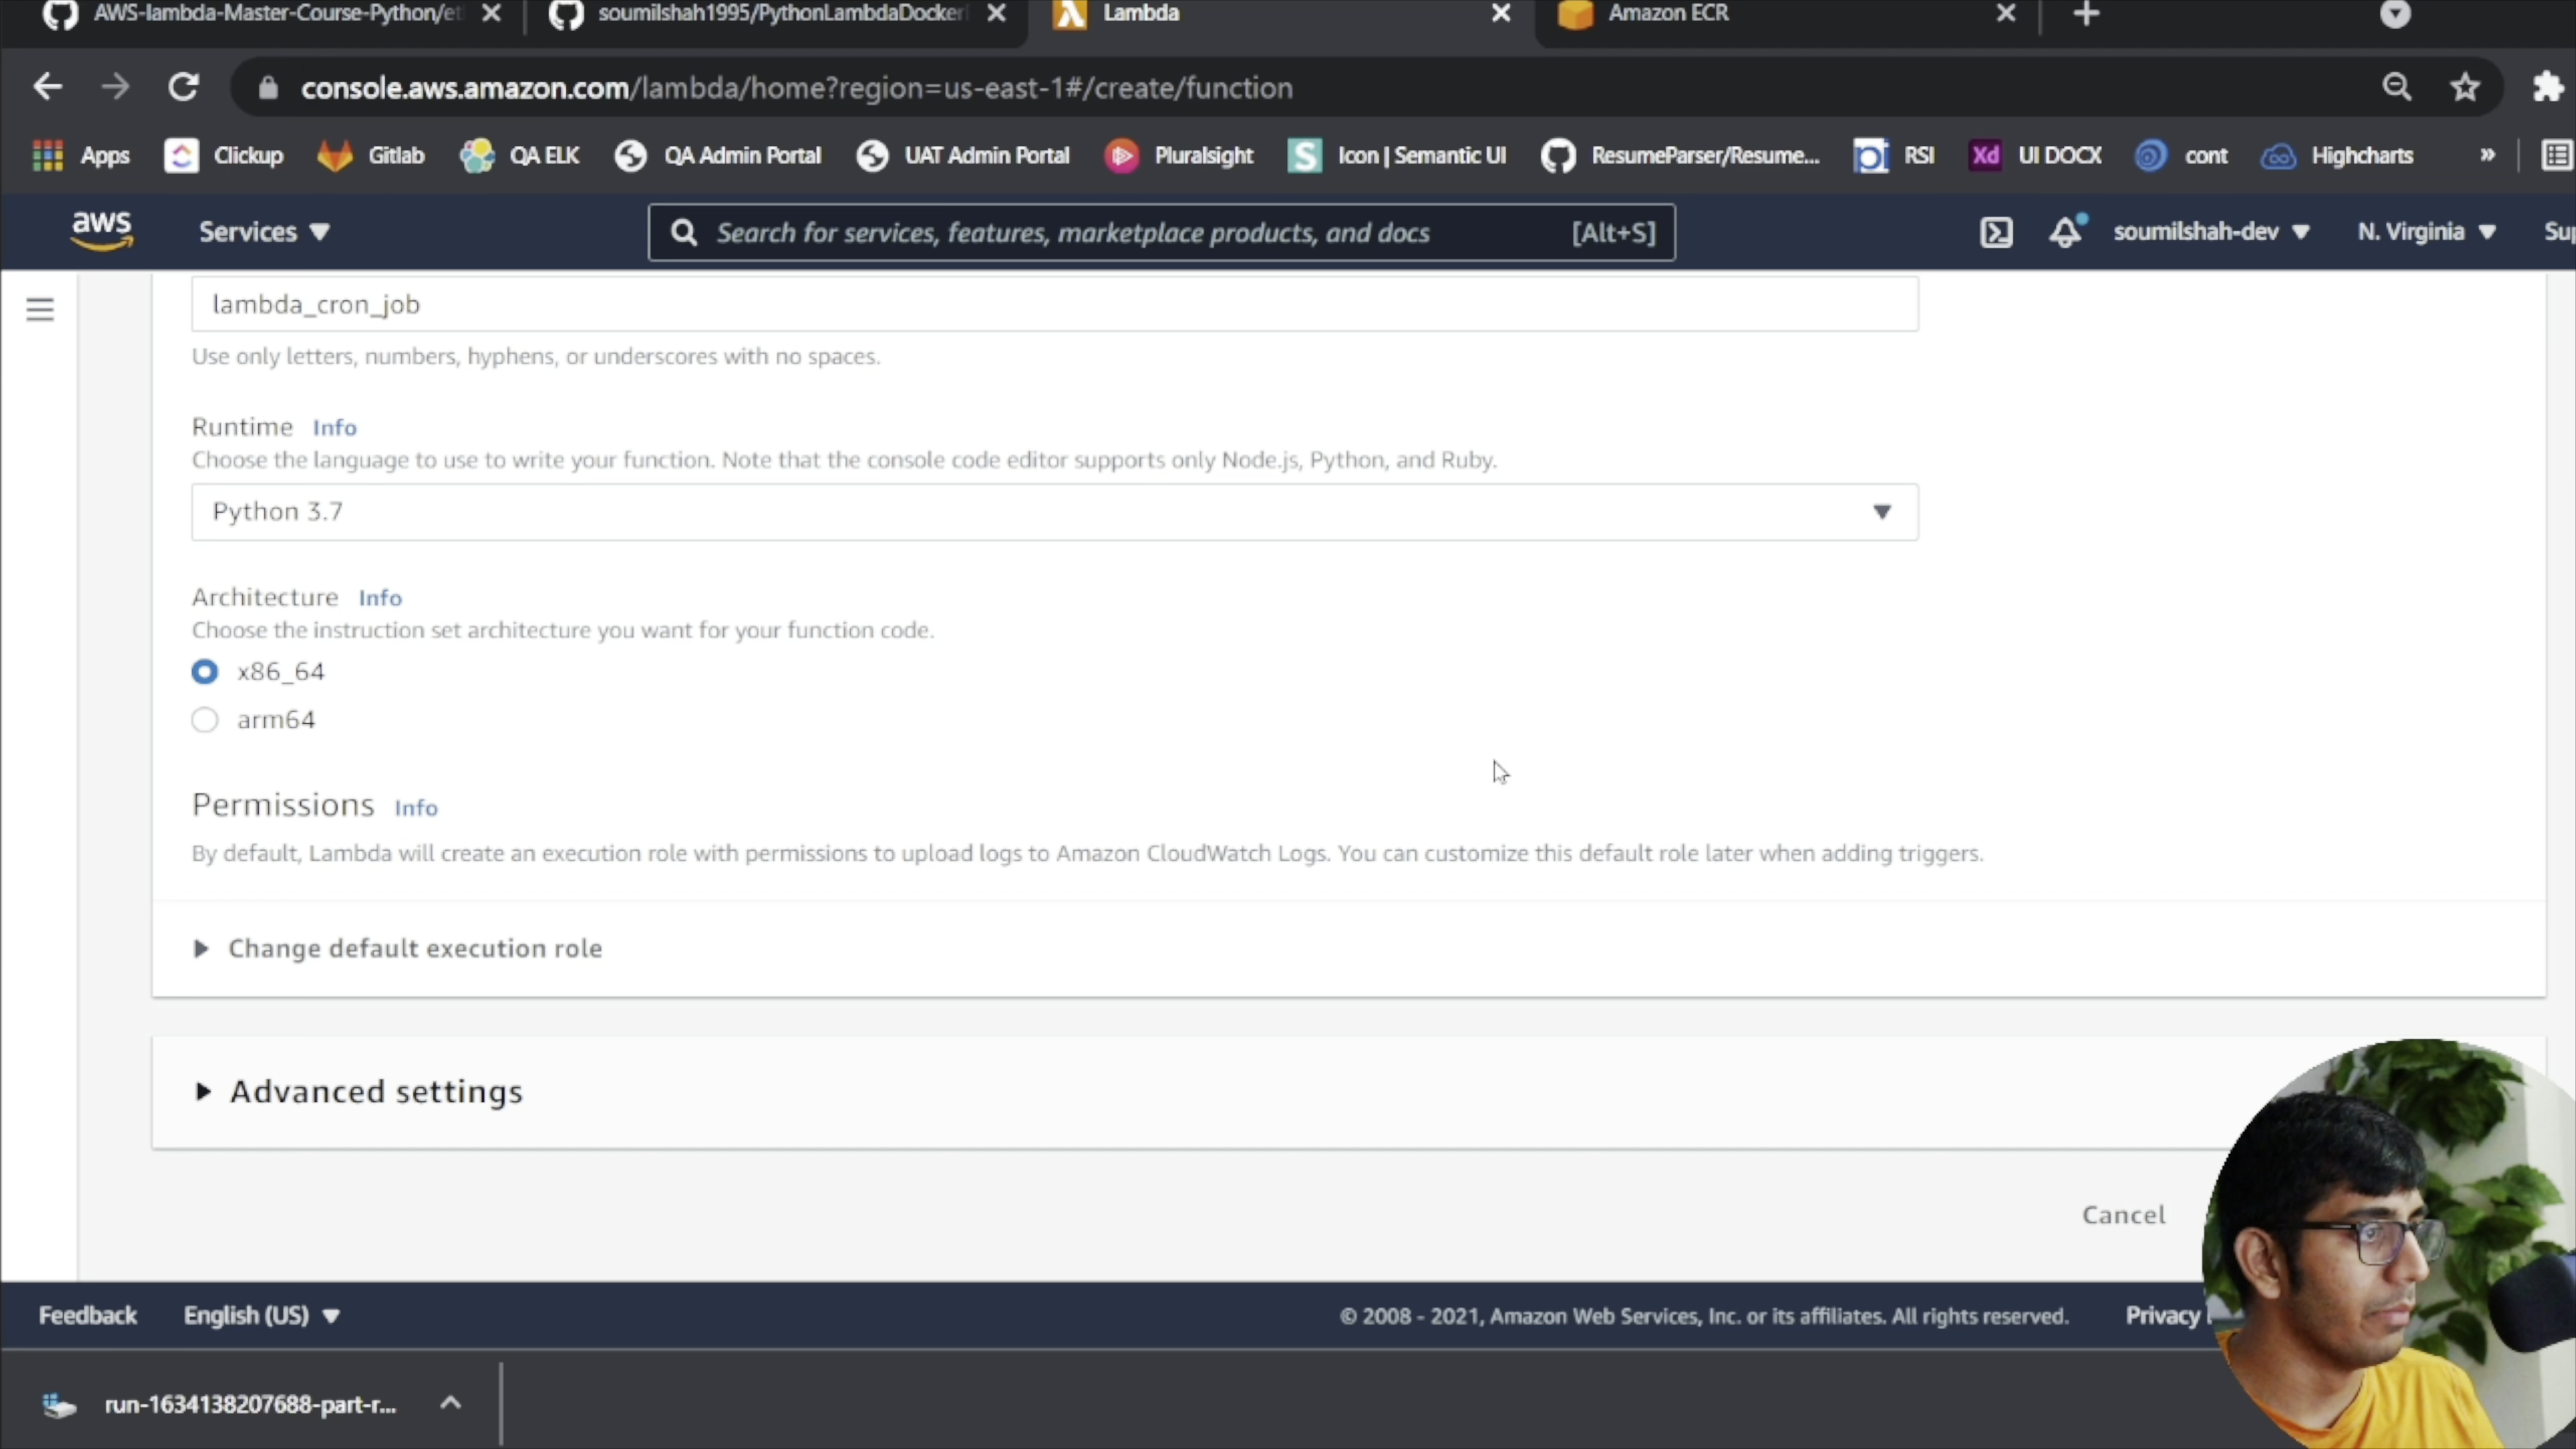 AWS-lambda-Master-Course-Python/et
soumilshah1995/PythonLambdaDocker
Lambda
Amazon ECR
console.aws.amazon.com/lambda/home?region=us-east-1#/create/function
Apps
Clickup
Gitlab
QA ELK
QA Admin Portal
UAT Admin Portal
Pluralsight
S
Icon | Semantic UI
ResumeParser/Resume...
RSI
Xd
UI DOCX
cont
Highcharts
»
aws
Services
Search for services, features, marketplace products, and docs
[Alt+S]
soumilshah-dev
N. Virginia
Sup
lambda_cron_job
Use only letters, numbers, hyphens, or underscores with no spaces.
Runtime Info
Choose the language to use to write your function. Note that the console code editor supports only Node.js, Python, and Ruby.
Python 3.7
Architecture Info
Choose the instruction set architecture you want for your function code.
x86_64
arm64
Permissions Info
By default, Lambda will create an execution role with permissions to upload logs to Amazon CloudWatch Logs. You can customize this default role later when adding triggers.
Change default execution role
Advanced settings
Cancel
Feedback
English (US)
© 2008 - 2021, Amazon Web Services, Inc. or its affiliates. All rights reserved.
Privacy
run-1634138207688-part-r...